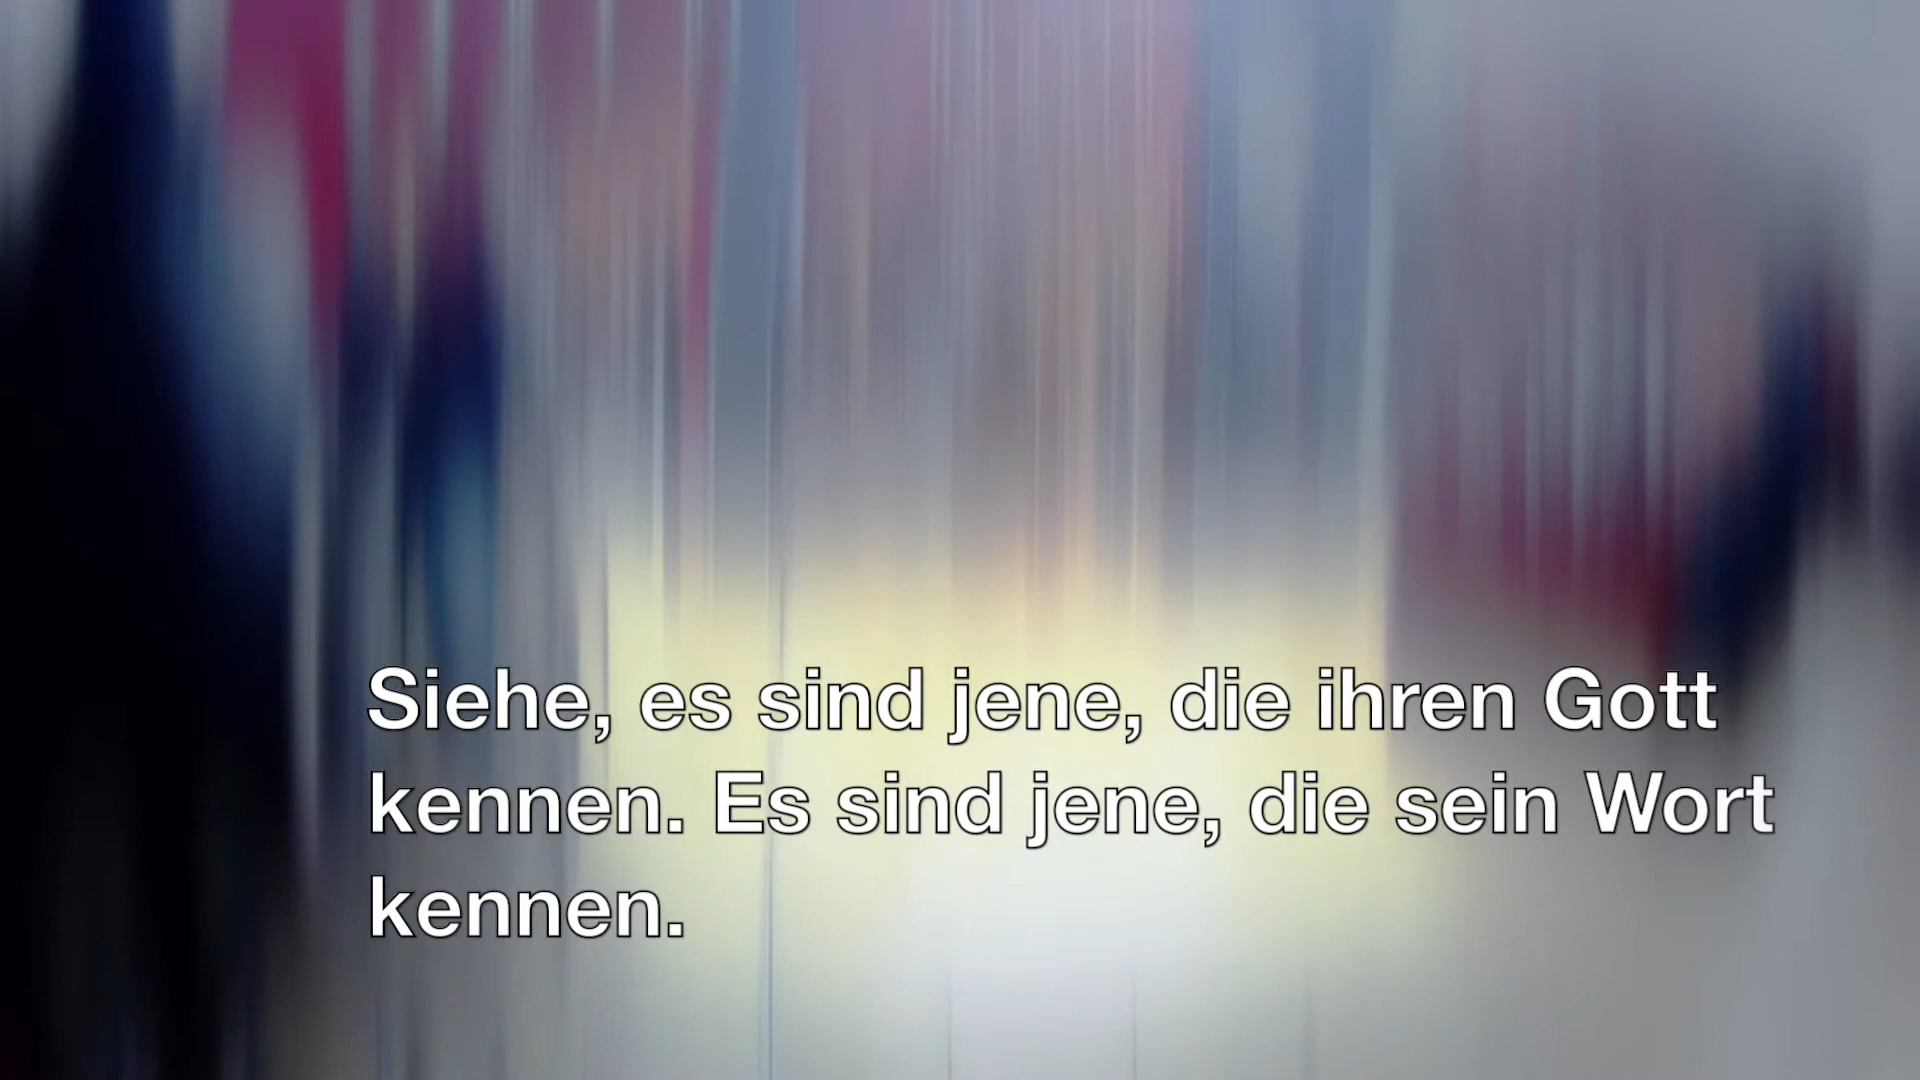 Siehe, es sind jene, die ihren Gott
kennen. Es sind jene, die sein Wort
kennen.